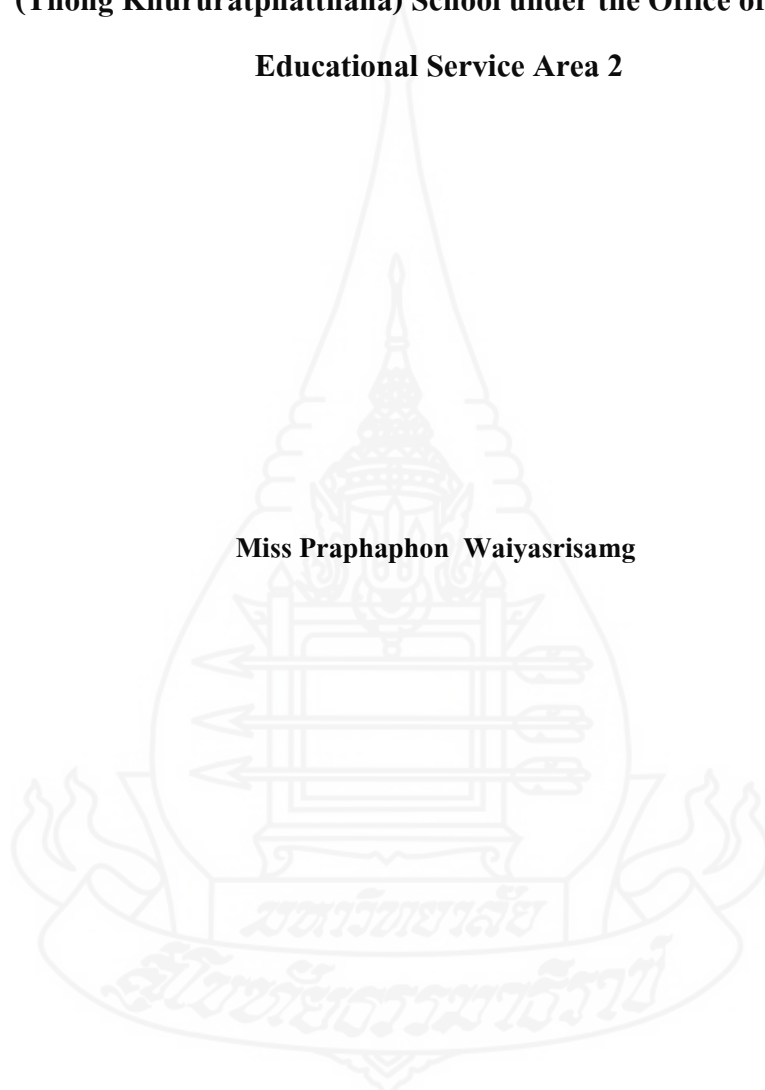 (Thong Khururatphatthana) School under the Office of
Educational Service Area 2
Miss Praphaphon Waiyasrisamg
มหาวิทยาลัย
สุโขทัยธรรมาธิราช